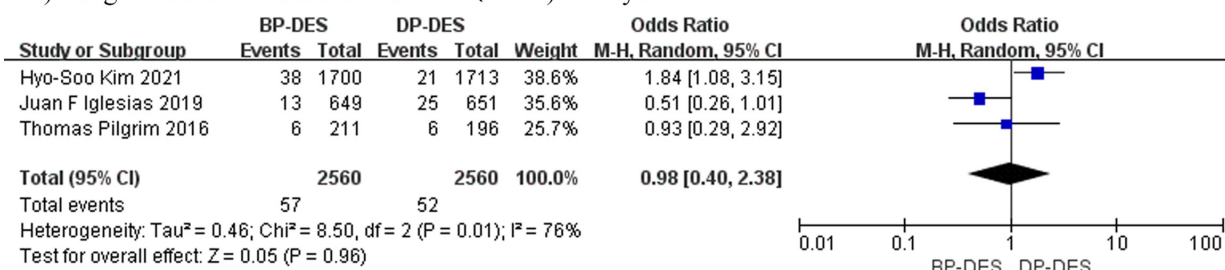 BP-DES DP-DES Odds Ratio Odds Ratio
Study or Subgroup Events Total Events Total Weight M-H, Random, 95% CI M-H, Random, 95% CI
Hyo-Soo Kim 2021 38 1700 21 1713 38.6% 1.84 [1.08, 3.15]
Juan F Iglesias 2019 13 649 25 651 35.6% 0.51 [0.26, 1.01]
Thomas Pilgrim 2016 6 211 6 196 25.7% 0.93 [0.29, 2.92]
Total (95% CI) 2560 2560 100.0% 0.98 [0.40, 2.38]
Total events 57 52
Heterogeneity: Tau² = 0.46; Chi² = 8.50, df = 2 (P = 0.01); I² = 76%
Test for overall effect: Z = 0.05 (P = 0.96)
0.01 0.1 1 10 100
BP-DES DP-DES